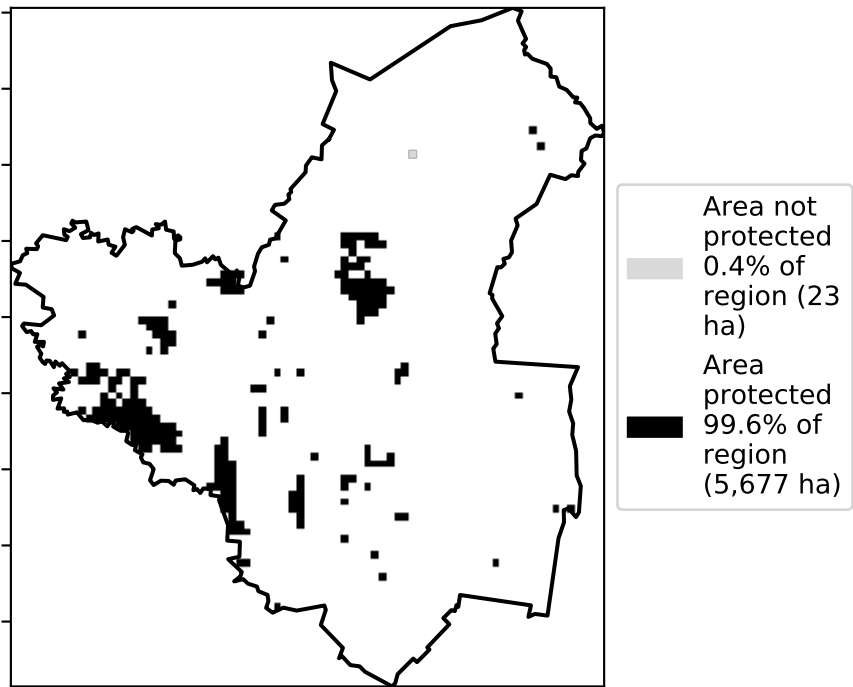 Area not
protected
0.4% of
region (23
ha)
Area
protected
99.6% of
region
(5,677 ha)